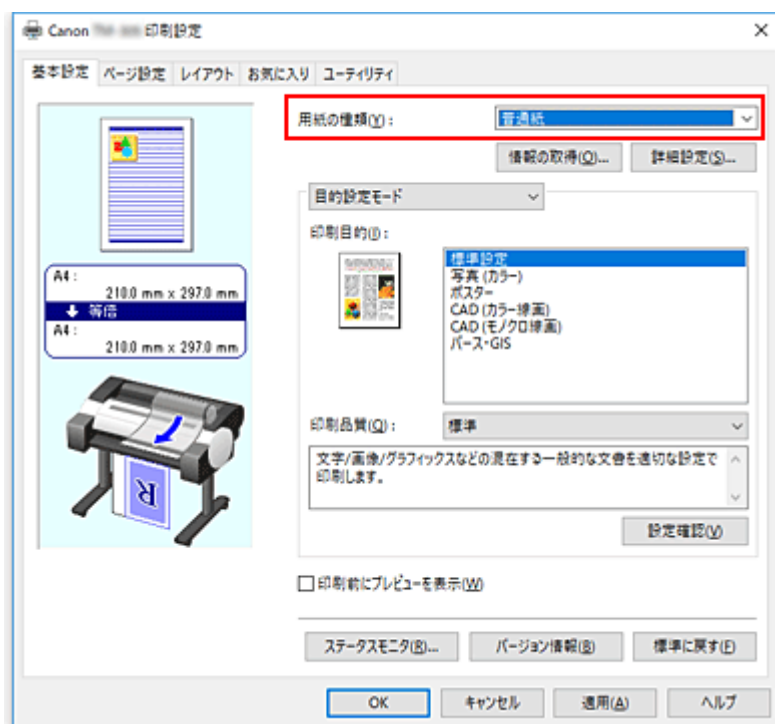 Canon 印刷設定
基本設定 ページ設定 レイアウト お気に入り ユーティリティ
用紙の種類(Y): 普通紙
情報の取得(O)... 詳細設定(S)...
目的設定モード
印刷目的(I):
標準設定
写真 (カラー)
ポスター
CAD (カラー線画)
CAD (モノクロ線画)
パース・GIS
A4 :
210.0 mm x 297.0 mm
等倍
A4 :
210.0 mm x 297.0 mm
R
印刷品質(Q): 標準
文字/画像/グラフィックスなどの混在する一般的な文書を適切な設定で
印刷します。
設定確認(V)
印刷前にプレビューを表示(W)
ステータスモニタ(R)... バージョン情報(B) 標準に戻す(F)
OK キャンセル 適用(A) ヘルプ